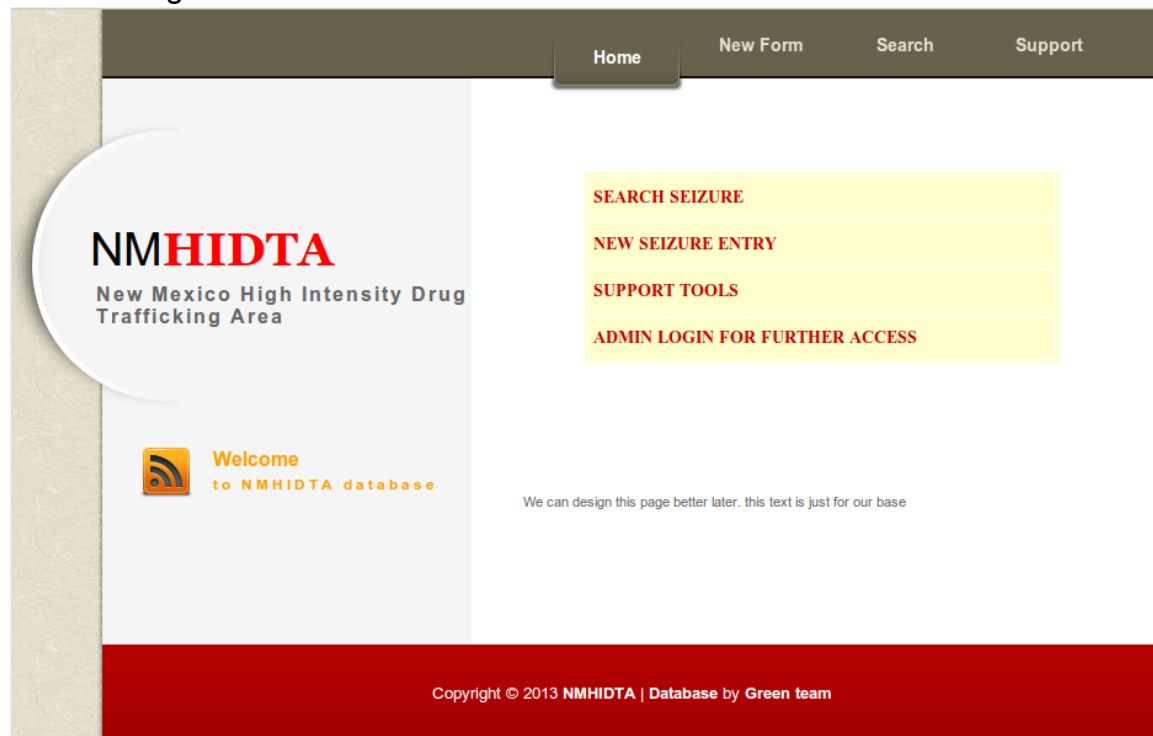 Home
New Form
Search
Support
SEARCH SEIZURE
NEW SEIZURE ENTRY
SUPPORT TOOLS
ADMIN LOGIN FOR FURTHER ACCESS
NMHIDTA
New Mexico High Intensity Drug
Trafficking Area
Welcome
to NMHIDTA database
We can design this page better later. this text is just for our base
Copyright © 2013 NMHIDTA | Database by Green team